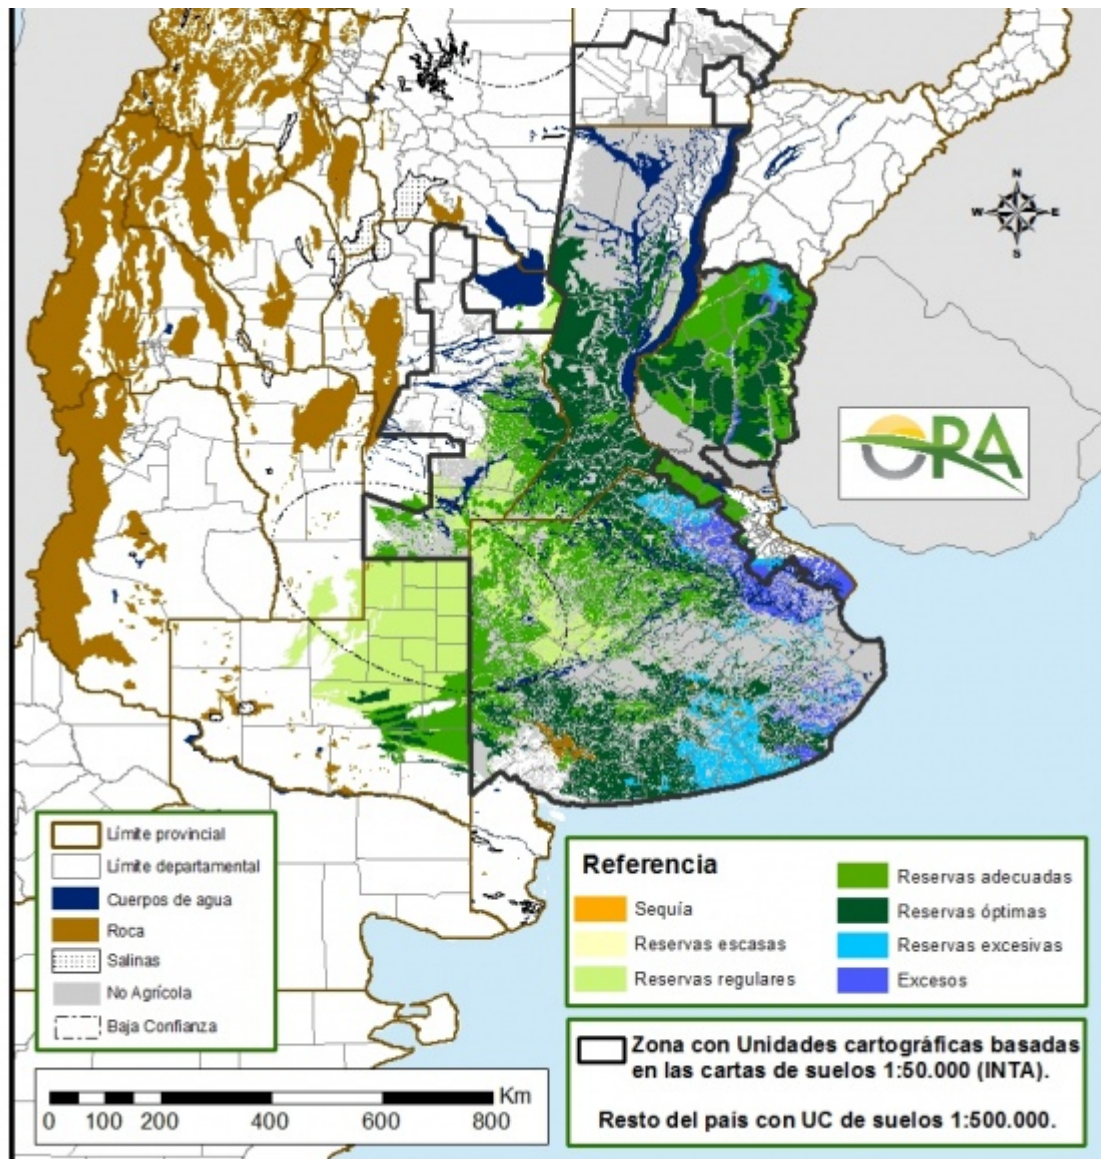 N
W
E
S
ORA
Límite provincial
Límite departamental
Cuerpos de agua
Roca
Salinas
No Agrícola
Baja Confianza
Referencia
Sequía
Reservas escasas
Reservas regulares
Reservas adecuadas
Reservas óptimas
Reservas excesivas
Excesos
Zona con Unidades cartográficas basadas
en las cartas de suelos 1:50.000 (INTA).
Resto del país con UC de suelos 1:500.000.
Km
0 100 200 400 600 800